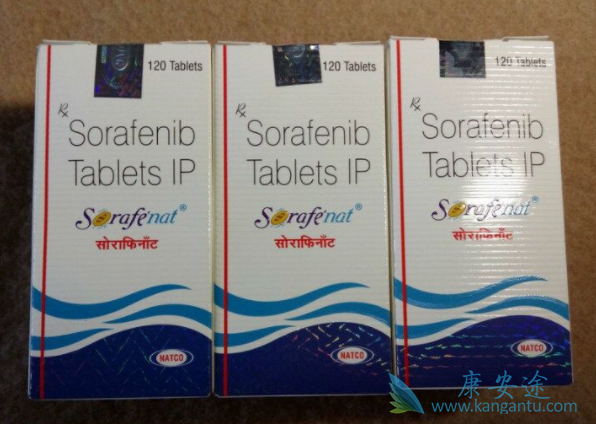 120 Tablets
Rx
Sorafenib
Tablets IP
Sorafenat®
सोराफिनॉट
NATCO
120 Tablets
Rx
Sorafenib
Tablets IP
Sorafenat®
सोराफिनॉट
NATCO
120 Tablets
Rx
Sorafenib
Tablets IP
Sorafenat®
सोराफिनॉट
NATCO
康安途
www.kangantu.com